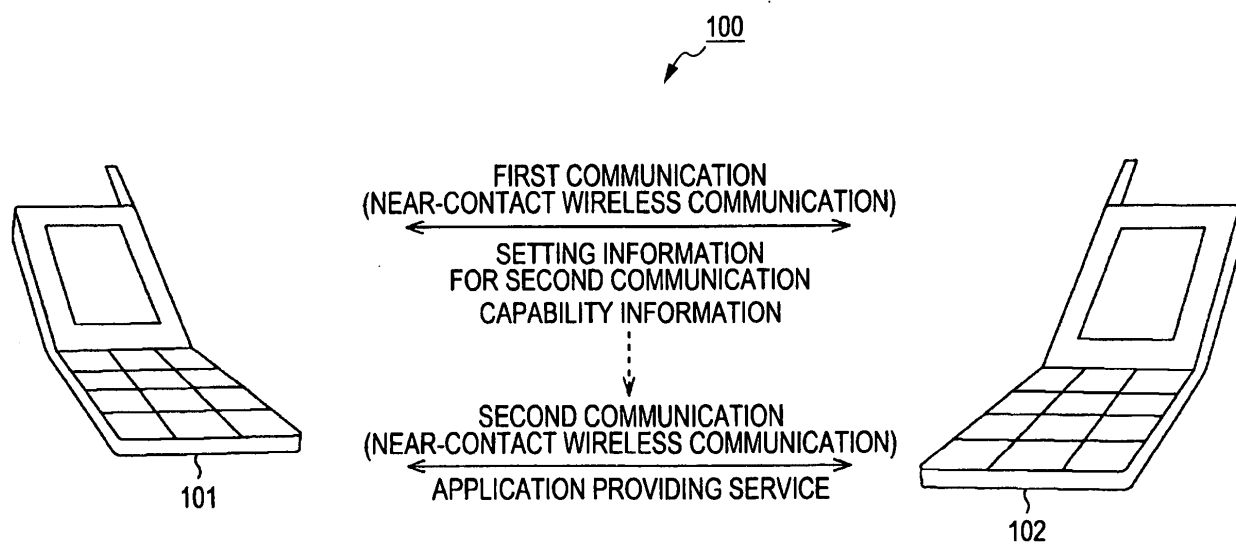 100
FIRST COMMUNICATION
(NEAR-CONTACT WIRELESS COMMUNICATION)
SETTING INFORMATION
FOR SECOND COMMUNICATION
CAPABILITY INFORMATION
SECOND COMMUNICATION
(NEAR-CONTACT WIRELESS COMMUNICATION)
APPLICATION PROVIDING SERVICE
101
102